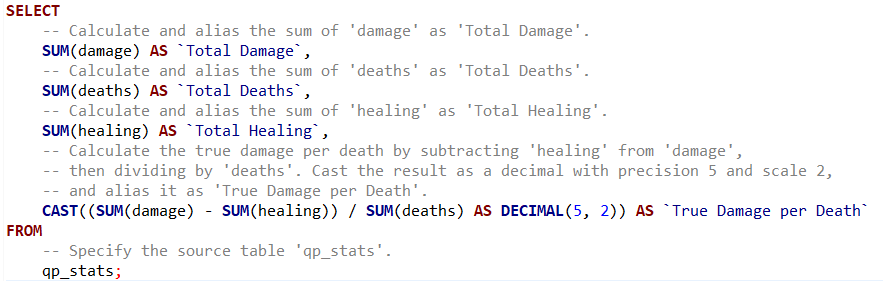 SELECT
    -- Calculate and alias the sum of 'damage' as 'Total Damage'.
    SUM(damage) AS `Total Damage`,
    -- Calculate and alias the sum of 'deaths' as 'Total Deaths'.
    SUM(deaths) AS `Total Deaths`,
    -- Calculate and alias the sum of 'healing' as 'Total Healing'.
    SUM(healing) AS `Total Healing`,
    -- Calculate the true damage per death by subtracting 'healing' from 'damage',
    -- then dividing by 'deaths'. Cast the result as a decimal with precision 5 and scale 2,
    -- and alias it as 'True Damage per Death'.
    CAST((SUM(damage) - SUM(healing)) / SUM(deaths) AS DECIMAL(5, 2)) AS `True Damage per Death`
FROM
    -- Specify the source table 'qp_stats'.
    qp_stats;